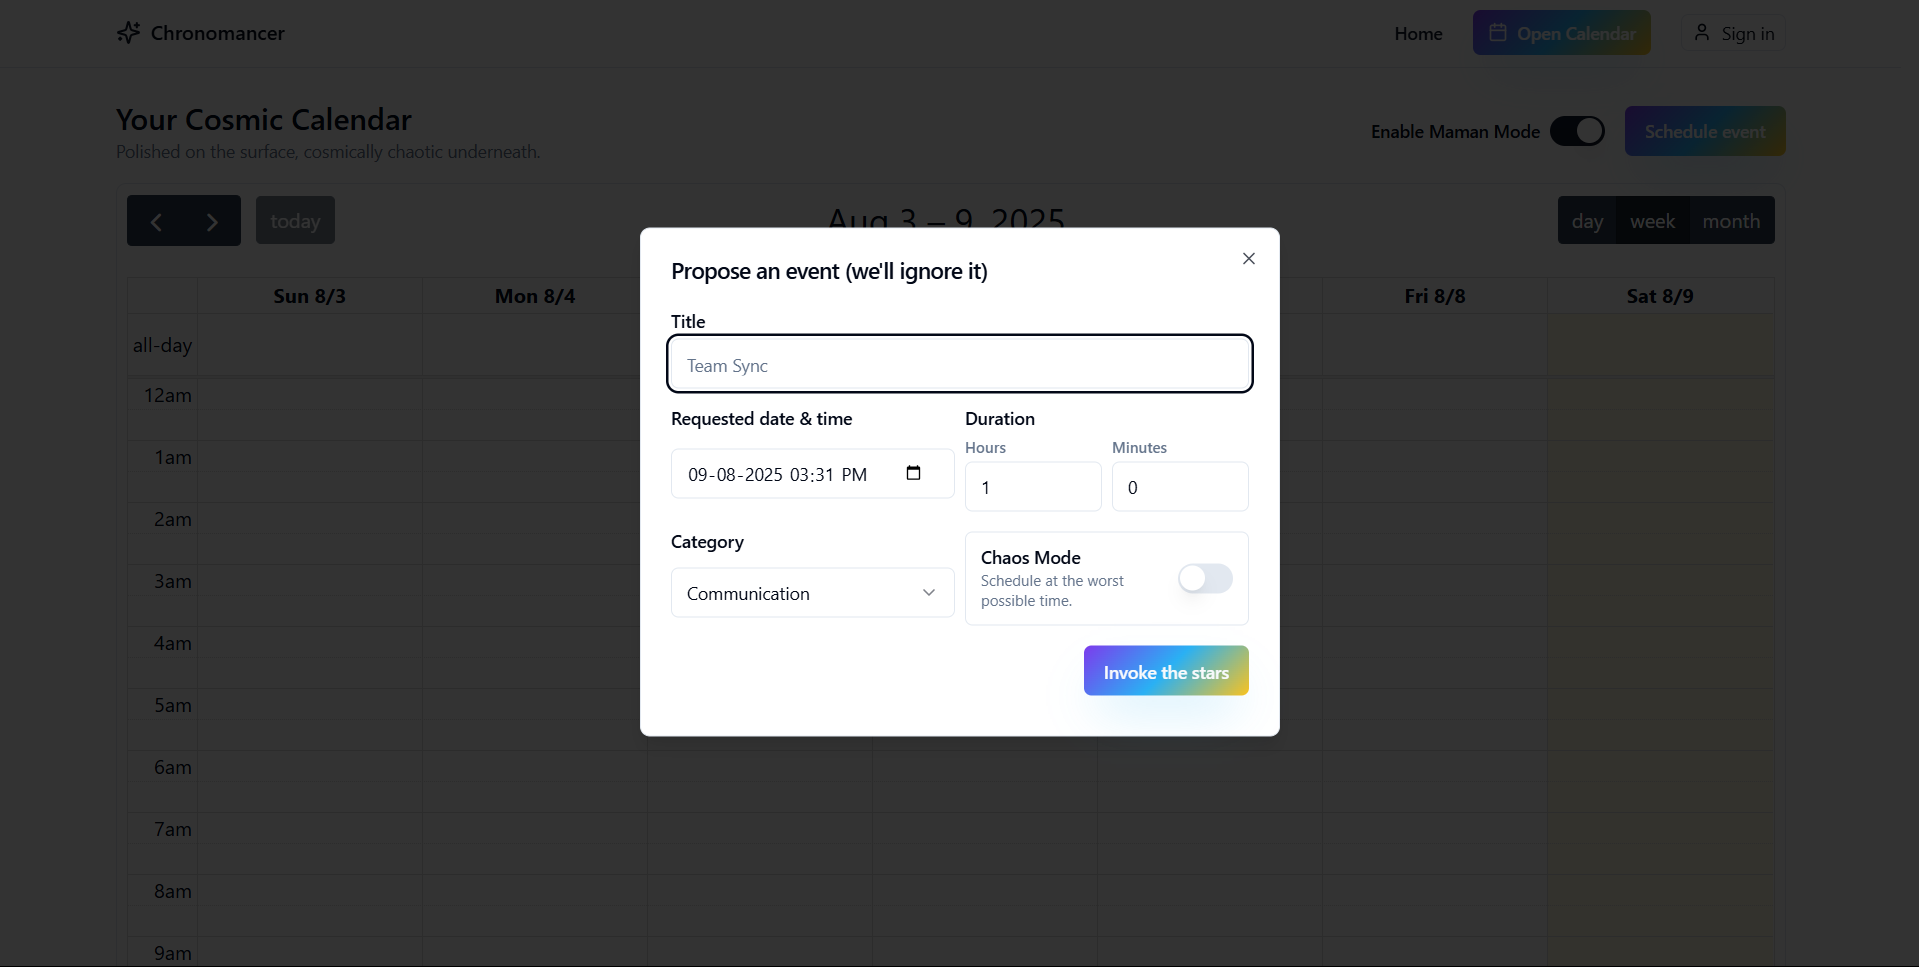 Chronomancer
Home
Open Calendar
Sign in
Your Cosmic Calendar
Polished on the surface, cosmically chaotic underneath.
Enable Maman Mode
Schedule event
today
Aug 3 – 9, 2025
day
week
month
Sun 8/3
Mon 8/4
Fri 8/8
Sat 8/9
all-day
12am
1am
2am
3am
4am
5am
6am
7am
8am
9am
Propose an event (we'll ignore it)
Title
Team Sync
Requested date & time
09-08-2025 03:31 PM
Duration
Hours
Minutes
1
0
Category
Communication
Chaos Mode
Schedule at the worst
possible time.
Invoke the stars